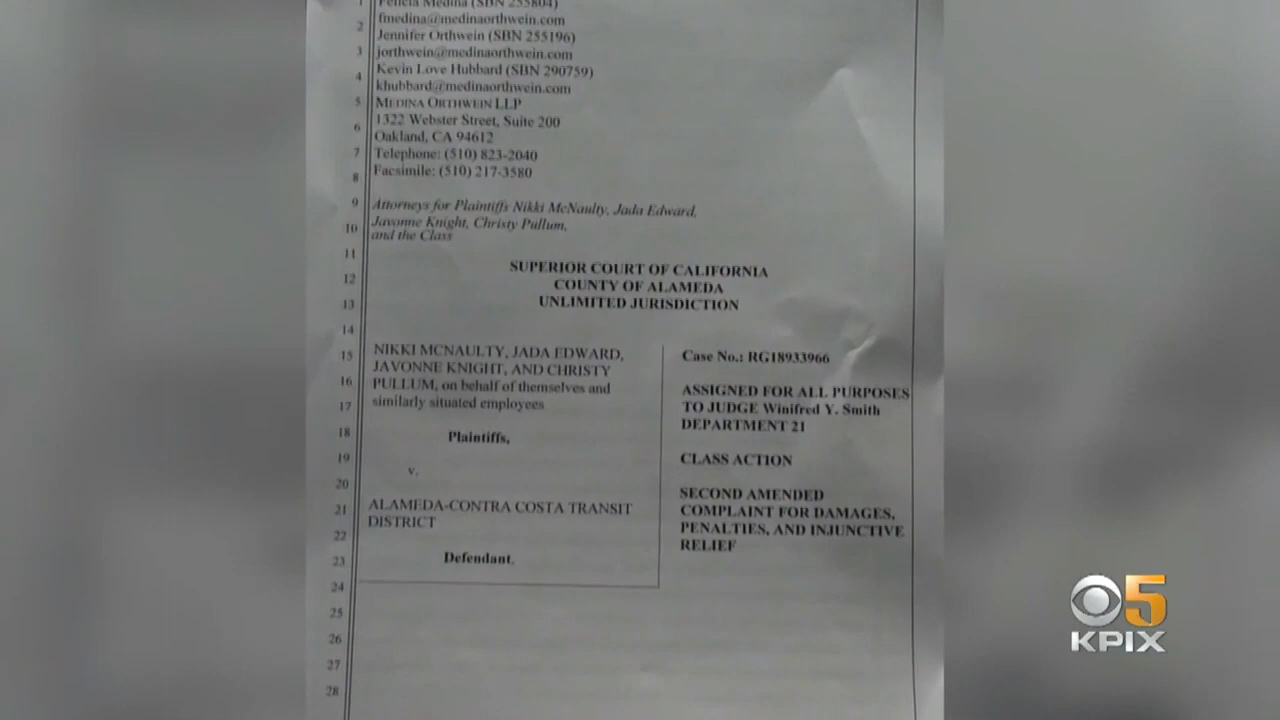 1 Felicia Medina (SBN 255804)
2 fmedina@medinaorthwein.com
Jennifer Orthwein (SBN 255196)
3 jorthwein@medinaorthwein.com
Kevin Love Hubbard (SBN 290759)
4 khubbard@medinaorthwein.com
5 MEDINA ORTHWEIN LLP
1322 Webster Street, Suite 200
6 Oakland, CA 94612
7 Telephone: (510) 823-2040
8 Facsimile: (510) 217-3580
9 Attorneys for Plaintiffs Nikki McNaulty, Jada Edward,
10 Javonne Knight, Christy Pullum,
and the Class
11
SUPERIOR COURT OF CALIFORNIA
12 COUNTY OF ALAMEDA
13 UNLIMITED JURISDICTION
14
15 NIKKI MCNAULTY, JADA EDWARD,
JAVONNE KNIGHT, AND CHRISTY
16 PULLUM, on behalf of themselves and
17 similarly situated employees
18 Plaintiffs,
19 v.
20
21 ALAMEDA-CONTRA COSTA TRANSIT
DISTRICT
22
23 Defendant.
24
Case No.: RG18933966
ASSIGNED FOR ALL PURPOSES
TO JUDGE Winifred Y. Smith
DEPARTMENT 21
CLASS ACTION
SECOND AMENDED
COMPLAINT FOR DAMAGES,
PENALTIES, AND INJUNCTIVE
RELIEF
25
26
27
28
5
KPIX